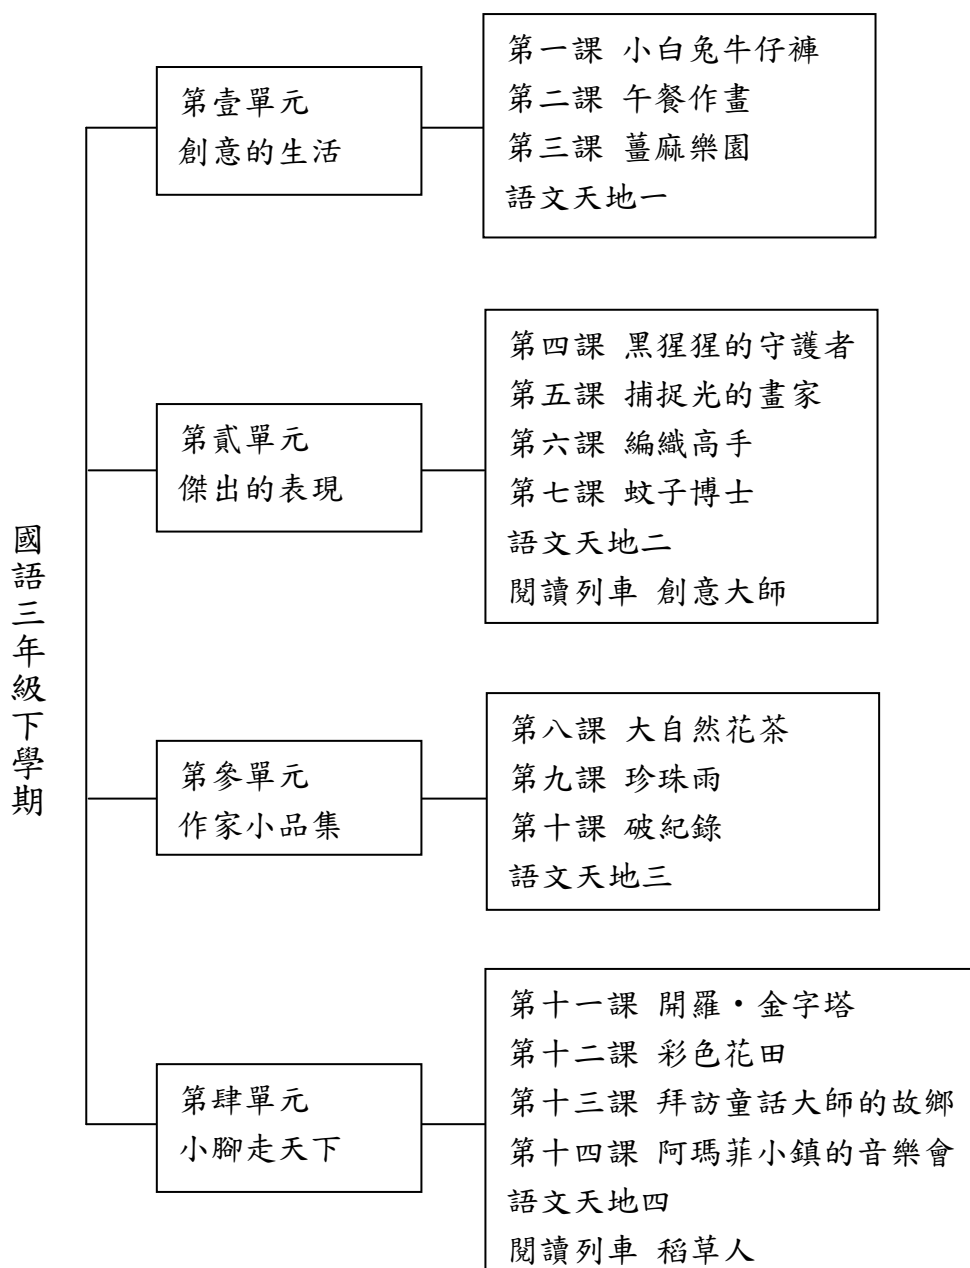 國語三年級下學期
第壹單元
創意的生活
第一課 小白兔牛仔褲
第二課 午餐作畫
第三課 薑麻樂園
語文天地一
第貳單元
傑出的表現
第四課 黑猩猩的守護者
第五課 捕捉光的畫家
第六課 編織高手
第七課 蚊子博士
語文天地二
閱讀列車 創意大師
第參單元
作家小品集
第八課 大自然花茶
第九課 珍珠雨
第十課 破紀錄
語文天地三
第肆單元
小腳走天下
第十一課 開羅・金字塔
第十二課 彩色花田
第十三課 拜訪童話大師的故鄉
第十四課 阿瑪菲小鎮的音樂會
語文天地四
閱讀列車 稻草人